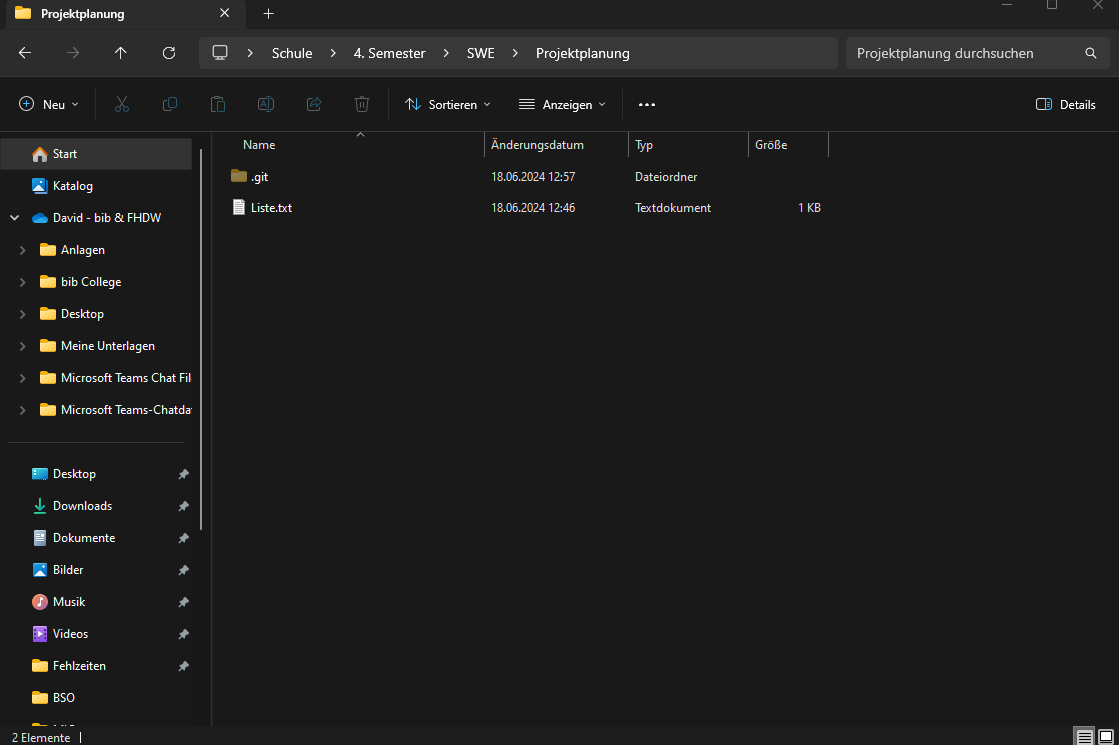 Projektplanung
Schule > 4. Semester > SWE > Projektplanung
Projektplanung durchsuchen
Neu
Sortieren
Anzeigen
Details
Start
Katalog
David - bib & FHDW
Anlagen
bib College
Desktop
Meine Unterlagen
Microsoft Teams Chat Fil
Microsoft Teams-Chatda
Desktop
Downloads
Dokumente
Bilder
Musik
Videos
Fehlzeiten
BSO
Name Änderungsdatum Typ Größe
.git 18.06.2024 12:57 Dateiordner
Liste.txt 18.06.2024 12:46 Textdokument 1 KB
2 Elemente